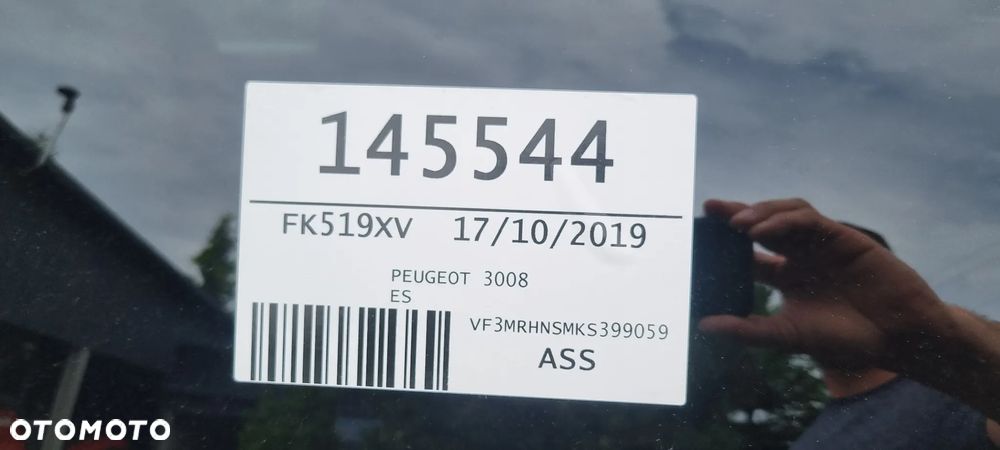 145544
FK519XV 17/10/2019
PEUGEOT 3008
ES
VF3MRHNSMKS399059
ASS
OTOMOTO